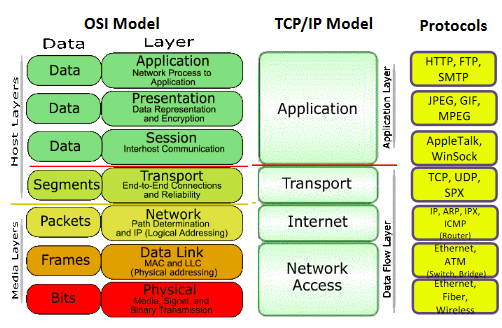 OSI Model
TCP/IP Model
Protocols
Data
Layer
Host Layers
Media Layers
Data
Application
Network Process to
Application
Data
Presentation
Data Representation
and Encryption
Data
Session
Interhost Communication
Segments
Transport
End-to-End Connections
and Reliability
Packets
Network
Path Determination
and IP (Logical Addressing)
Frames
Data Link
MAC and LLC
(Physical addressing)
Bits
Physical
Media, Signal, and
Binary Transmission
Application
Transport
Internet
Network
Access
Application Layer
Data Flow Layer
HTTP, FTP,
SMTP
JPEG, GIF,
MPEG
AppleTalk,
WinSock
TCP, UDP,
SPX
IP, ARP, IPX,
ICMP
(Router)
Ethernet,
ATM
(Switch, Bridge)
Ethernet,
Fiber,
Wireless